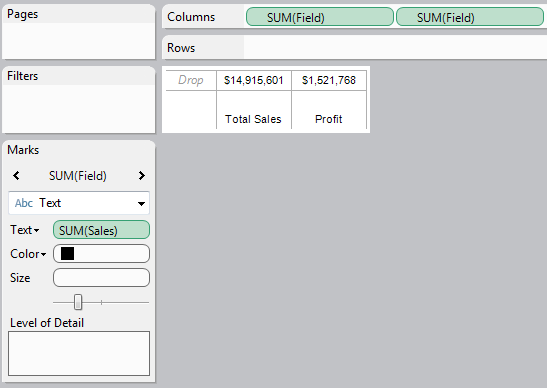 Pages
Columns
SUM(Field)
SUM(Field)
Rows
Filters
Drop
$14,915,601
$1,521,768
Total Sales
Profit
Marks
SUM(Field)
Abc Text
Text SUM(Sales)
Color
Size
Level of Detail